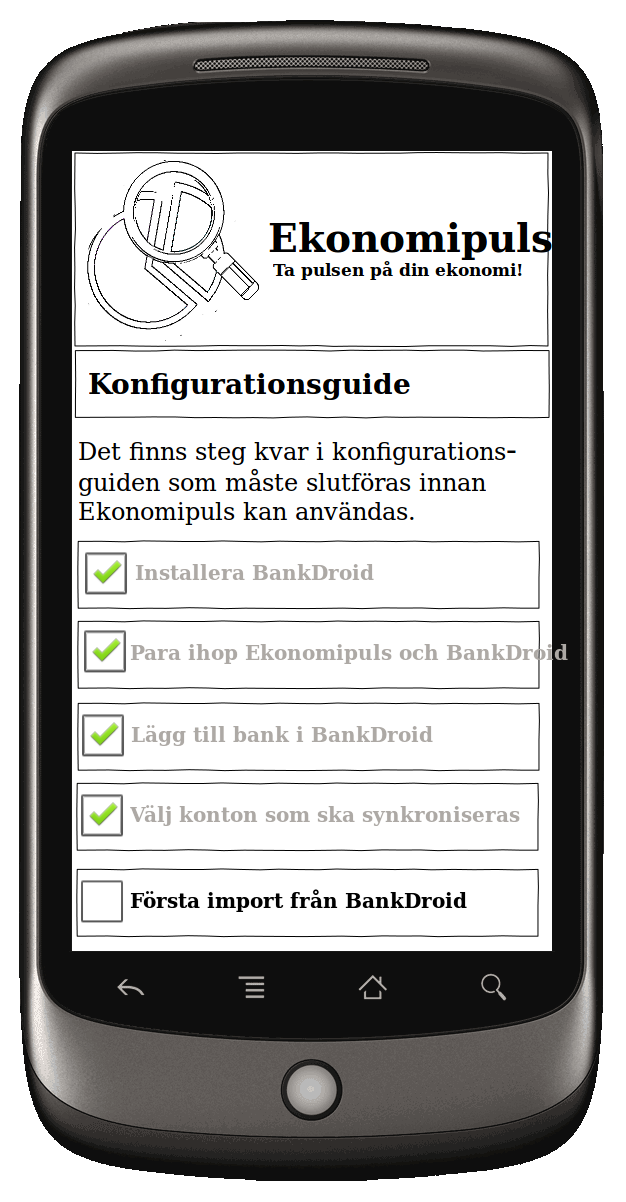 Ekonomipuls
Ta pulsen på din ekonomi!
Konfigurationsguide
Det finns steg kvar i konfigurations-
guiden som måste slutföras innan
Ekonomipuls kan användas.
Installera BankDroid
Para ihop Ekonomipuls och BankDroid
Lägg till bank i BankDroid
Välj konton som ska synkroniseras
Första import från BankDroid